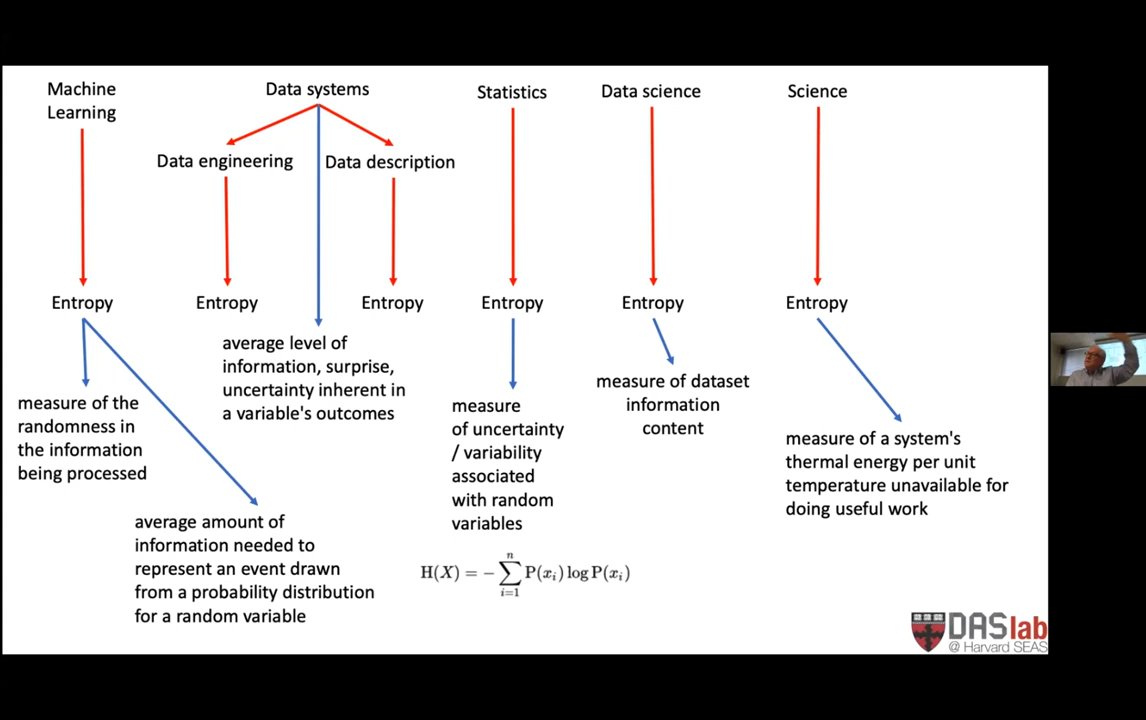 Machine
Learning
Data systems
Statistics
Data science
Science
Data engineering
Data description
Entropy
Entropy
Entropy
Entropy
Entropy
Entropy
measure of the
randomness in
the information
being processed
average amount of
information needed to
represent an event drawn
from a probability distribution
for a random variable
average level of
information, surprise,
uncertainty inherent in
a variable's outcomes
measure
of uncertainty
/ variability
associated
with random
variables
H(X) = − ∑ⁿᵢ₌₁ P(xᵢ) log P(xᵢ)
measure of dataset
information
content
measure of a system's
thermal energy per unit
temperature unavailable for
doing useful work
DASlab
@ Harvard SEAS